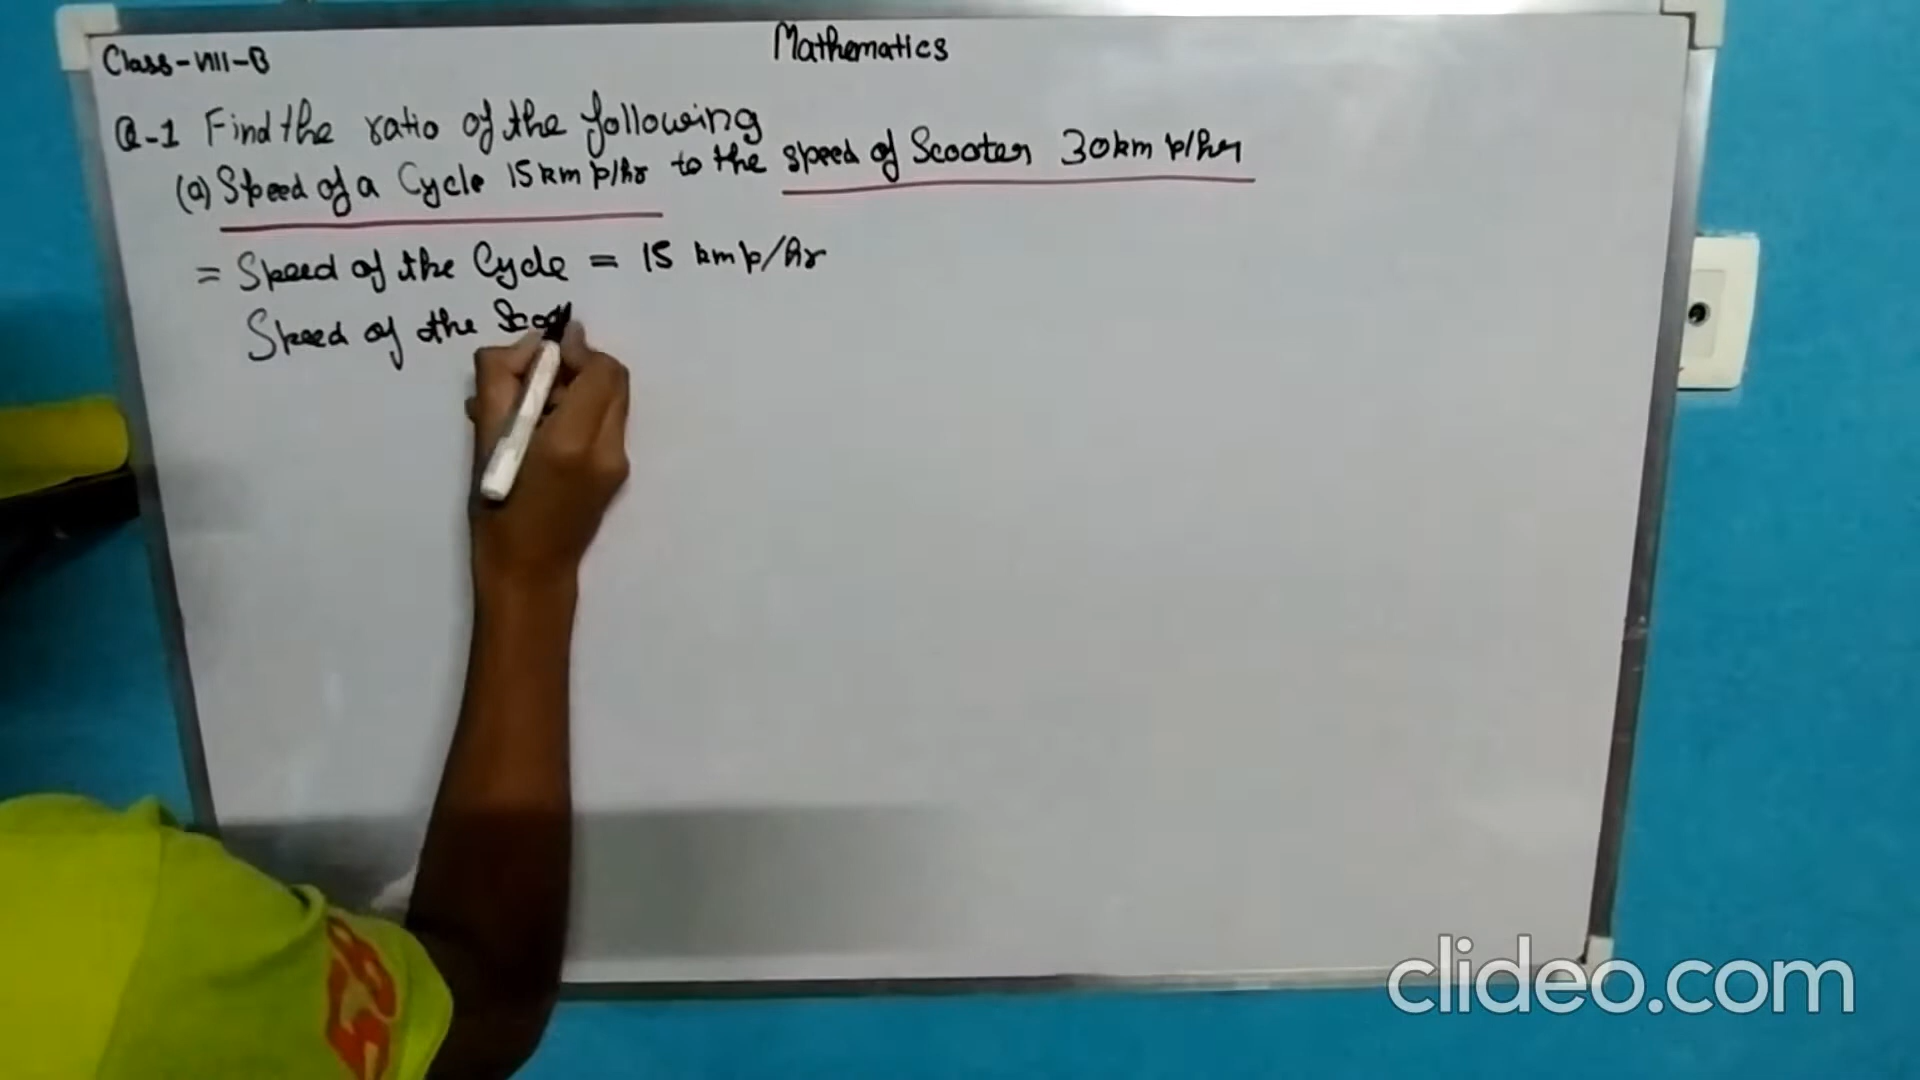 Mathematics
Class-VIII-B
Q-1 Find the ratio of the following
(a) Speed of a Cycle 15 km p/hr to the speed of Scooter 30 km p/hr
= Speed of the Cycle = 15 km p/hr
Speed of the Scoo
clideo.com